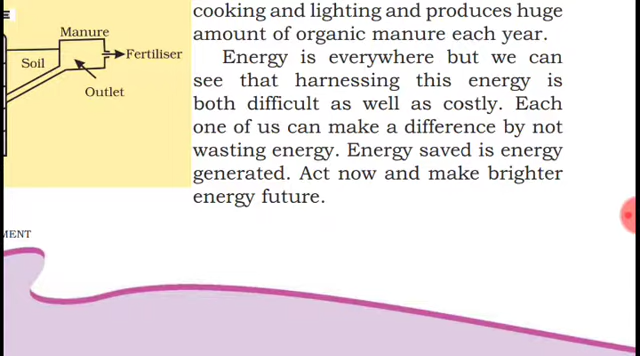 cooking and lighting and produces huge
amount of organic manure each year.
Energy is everywhere but we can
see that harnessing this energy is
both difficult as well as costly. Each
one of us can make a difference by not
wasting energy. Energy saved is energy
generated. Act now and make brighter
energy future.
Manure
Fertiliser
Soil
Outlet
MENT